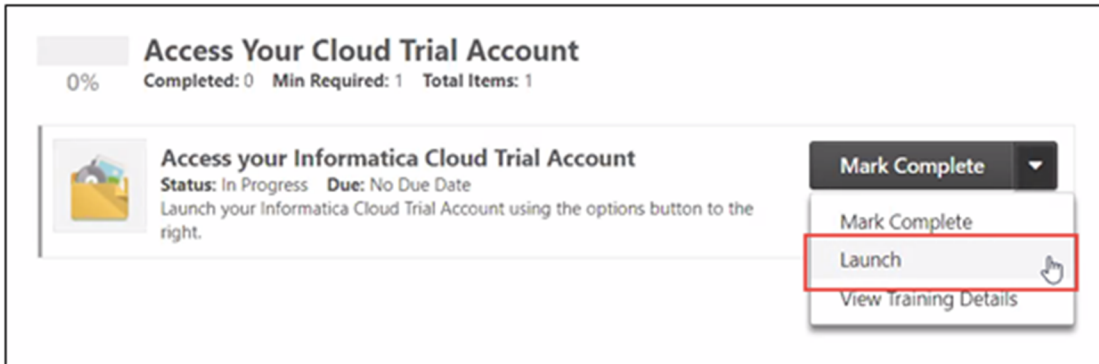 Access Your Cloud Trial Account
0%
Completed: 0 Min Required: 1 Total Items: 1
Access your Informatica Cloud Trial Account
Status: In Progress Due: No Due Date
Launch your Informatica Cloud Trial Account using the options button to the
right.
Mark Complete
Mark Complete
Launch
View Training Details